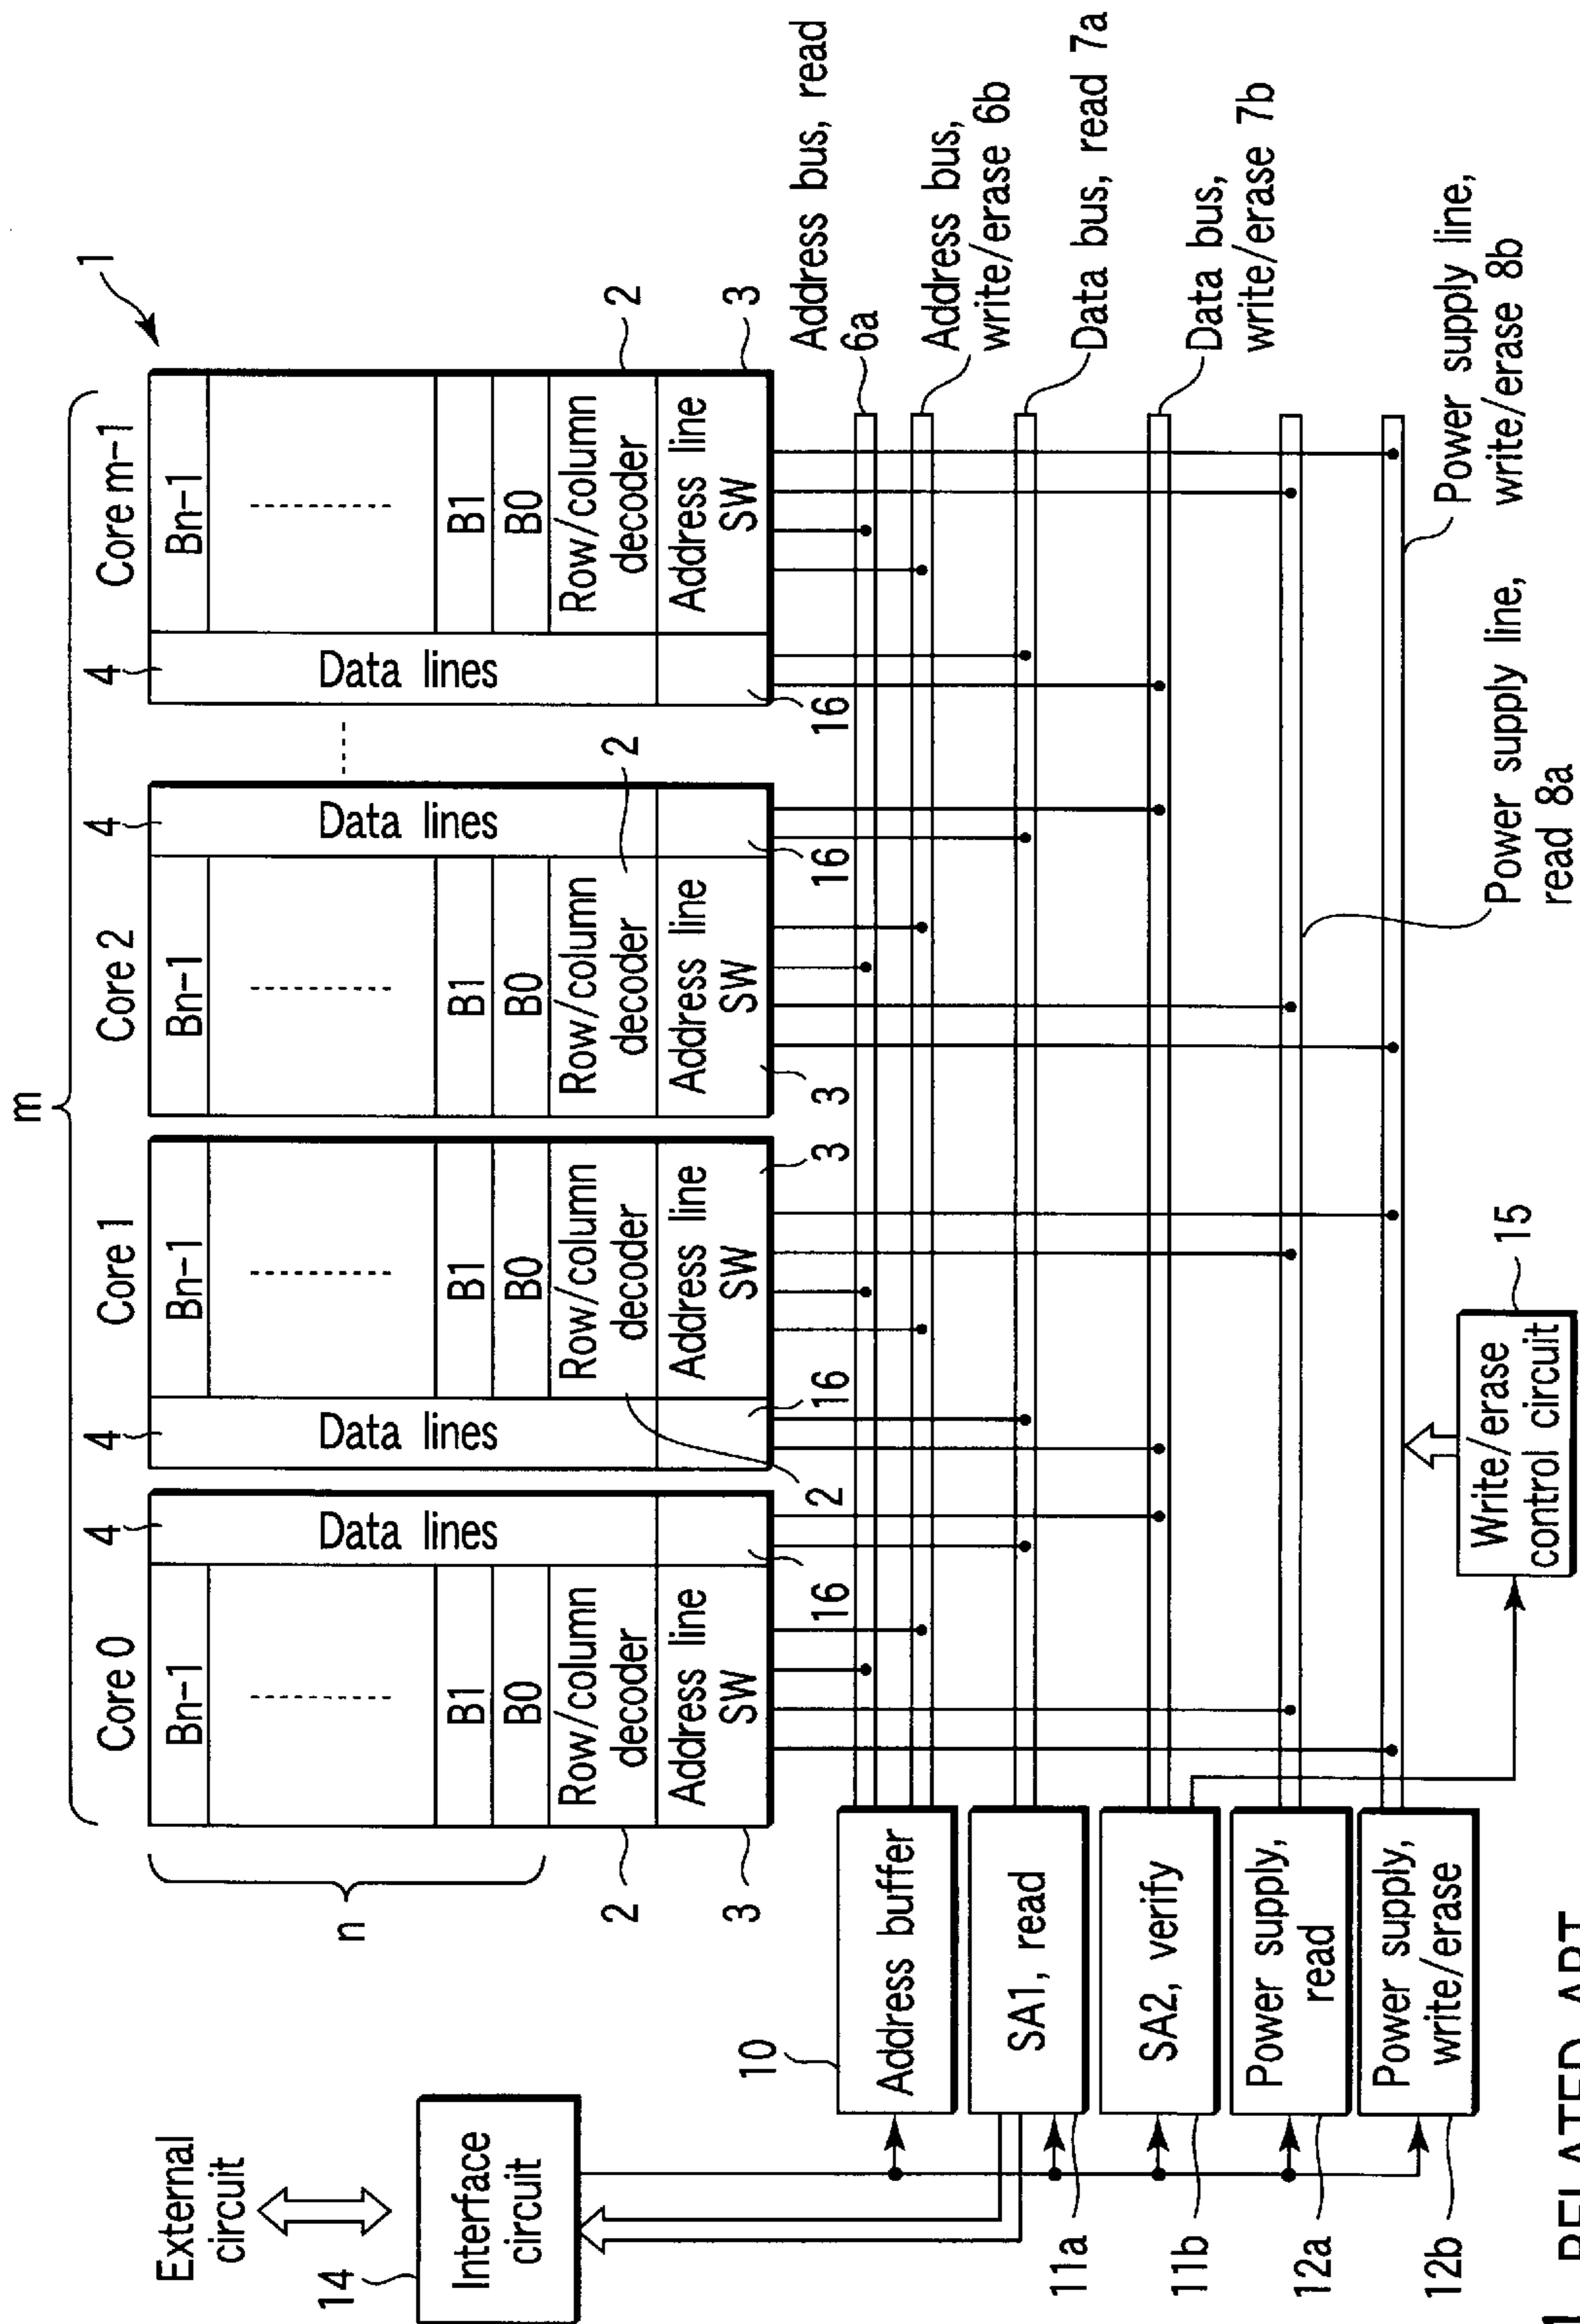 m
1
Core 0
Core 1
Core 2
Core m-1
4
4
4
4
n
Bn-1
Bn-1
Bn-1
Bn-1
Data lines
Data lines
Data lines
Data lines
B1
B1
B1
B1
B0
B0
B0
B0
Row/column
decoder
Row/column
decoder
Row/column
decoder
Row/column
decoder
2
2
2
2
Address line
SW
Address line
SW
Address line
SW
Address line
SW
3
3
3
3
16
16
16
16
External
circuit
14
Interface
circuit
10
Address buffer
SA1, read
11a
SA2, verify
11b
Power supply,
read
12a
Power supply,
write/erase
12b
Address bus, read
6a
Address bus,
write/erase 6b
Data bus, read 7a
Data bus,
write/erase 7b
Power supply line,
write/erase 8b
Power supply line,
read 8a
15
Write/erase
control circuit
RELATED ART